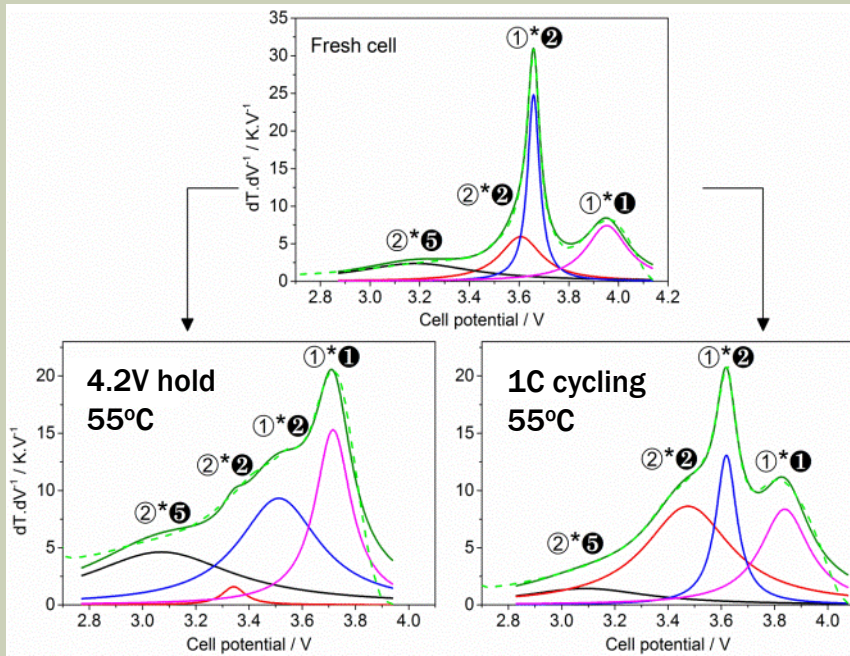 Fresh cell
①*❷
②*❷
①*❶
②*❺
dT.dV⁻¹ / K.V⁻¹
35
30
25
20
15
10
5
0
2.8 3.0 3.2 3.4 3.6 3.8 4.0 4.2
Cell potential / V
4.2V hold
55ºC
①*❶
①*❷
②*❷
②*❺
dT.dV⁻¹ / K.V⁻¹
20
15
10
5
0
2.8 3.0 3.2 3.4 3.6 3.8 4.0
Cell potential / V
1C cycling
55ºC
①*❷
②*❷
①*❶
②*❺
20
15
10
5
0
2.8 3.0 3.2 3.4 3.6 3.8 4.0
Cell potential / V